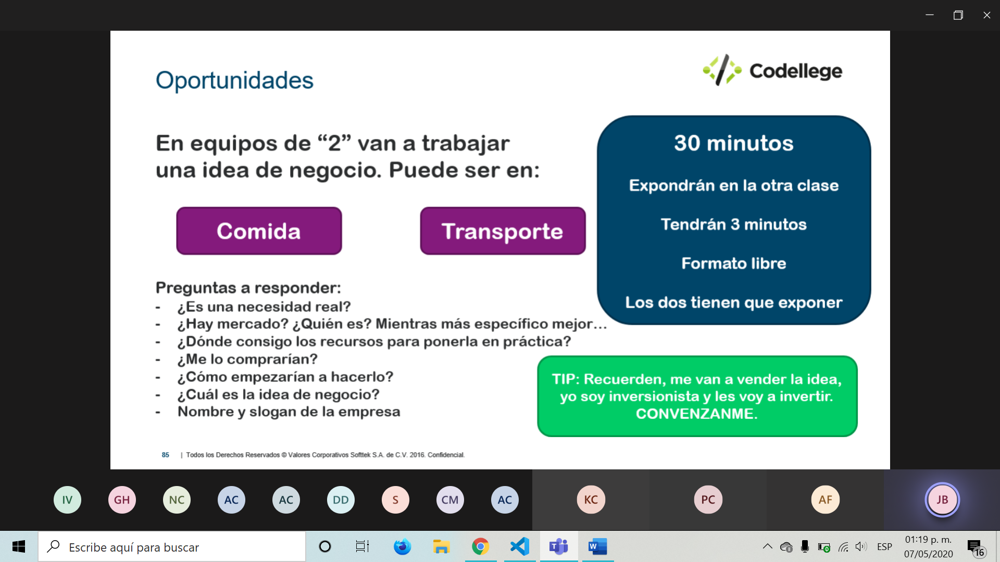 Oportunidades
Codellege
En equipos de “2” van a trabajar
una idea de negocio. Puede ser en:
Comida
Transporte
30 minutos
Expondrán en la otra clase
Tendrán 3 minutos
Formato libre
Los dos tienen que exponer
Preguntas a responder:
- ¿Es una necesidad real?
- ¿Hay mercado? ¿Quién es? Mientras más específico mejor...
- ¿Dónde consigo los recursos para ponerla en práctica?
- ¿Me lo comprarían?
- ¿Cómo empezarían a hacerlo?
- ¿Cuál es la idea de negocio?
- Nombre y slogan de la empresa
TIP: Recuerden, me van a vender la idea,
yo soy inversionista y les voy a invertir.
CONVENZANME.
85 | Todos los Derechos Reservados © Valores Corporativos Softtek S.A. de C.V. 2016. Confidencial.
IV GH NC AC AC DD S CM AC KC PC AF JB
Escribe aquí para buscar
T
W
ESP
01:19 p. m.
07/05/2020
16